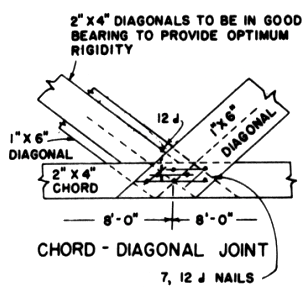 2" X 4" DIAGONALS TO BE IN GOOD
BEARING TO PROVIDE OPTIMUM
RIGIDITY
12 d
1" X 6"
DIAGONAL
1" X 6"
DIAGONAL
2" X 4"
CHORD
8'-0" 8'-0"
CHORD - DIAGONAL JOINT
7, 12 d NAILS